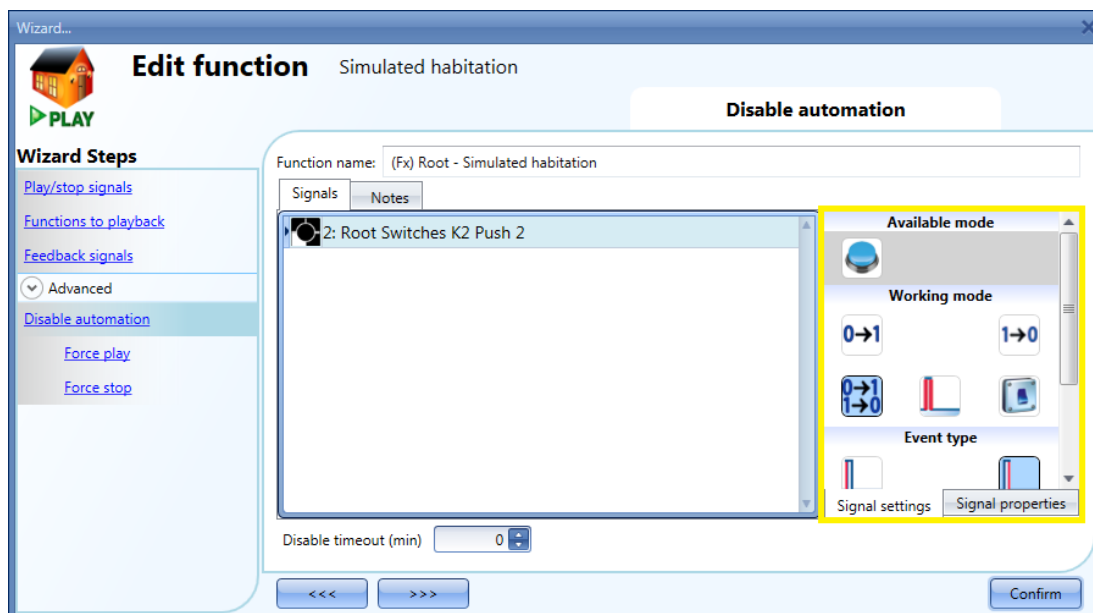 Wizard...
Edit function Simulated habitation
PLAY
Disable automation
Wizard Steps
Play/stop signals
Functions to playback
Feedback signals
Advanced
Disable automation
Force play
Force stop
Function name: (Fx) Root - Simulated habitation
Signals Notes
2: Root Switches K2 Push 2
Available mode
Working mode
0→1 1→0
0→1
1→0
Event type
Signal settings Signal properties
Disable timeout (min) 0
<<< >>> Confirm